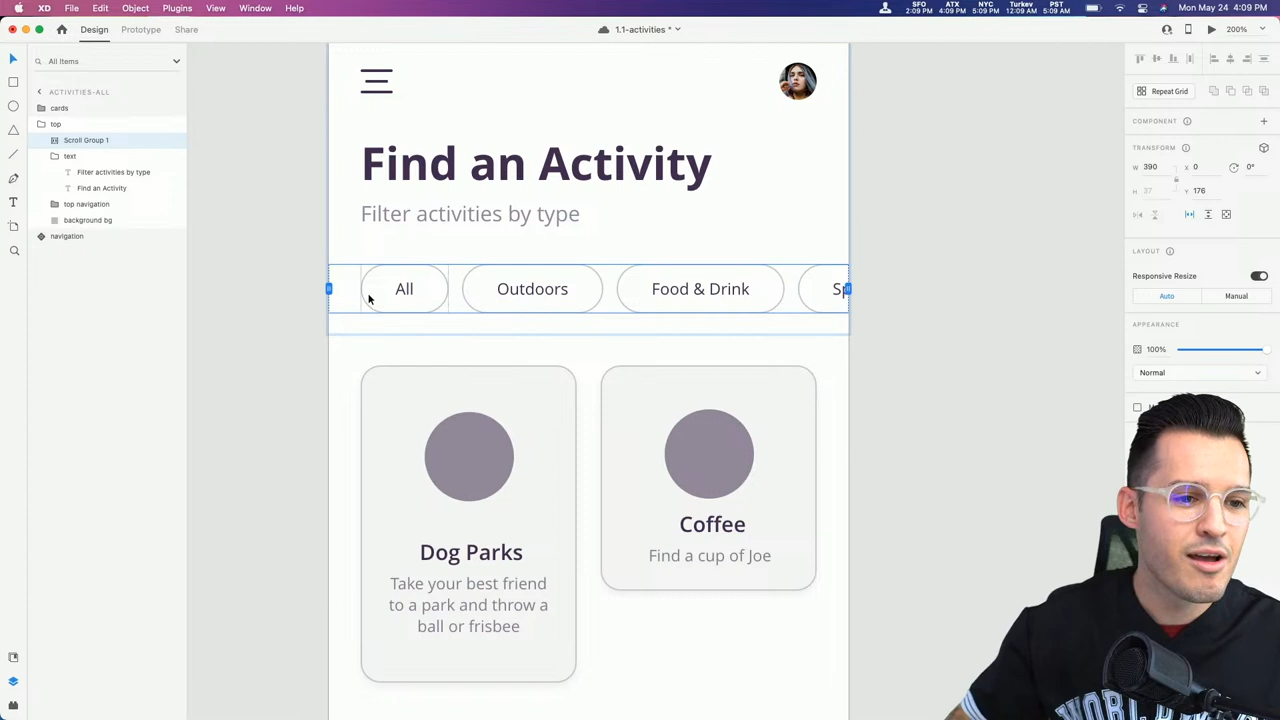 XD File Edit Object Plugins View Window Help
SFO ATX NYC Turkey PST
2:09 PM 4:09 PM 5:09 PM 12:09 AM 5:09 AM
Mon May 24 4:09 PM
Design Prototype Share
1.1-activities *
200%
All Items
ACTIVITIES-ALL
cards
top
Scroll Group 1
text
Filter activities by type
Find an Activity
top navigation
background bg
navigation
Find an Activity
Filter activities by type
All
Outdoors
Food & Drink
Sp
Dog Parks
Take your best friend
to a park and throw a
ball or frisbee
Coffee
Find a cup of Joe
Repeat Grid
COMPONENT
TRANSFORM
W 390 X 0 0°
H 37 Y 176
LAYOUT
Responsive Resize
Auto Manual
APPEARANCE
100%
Normal